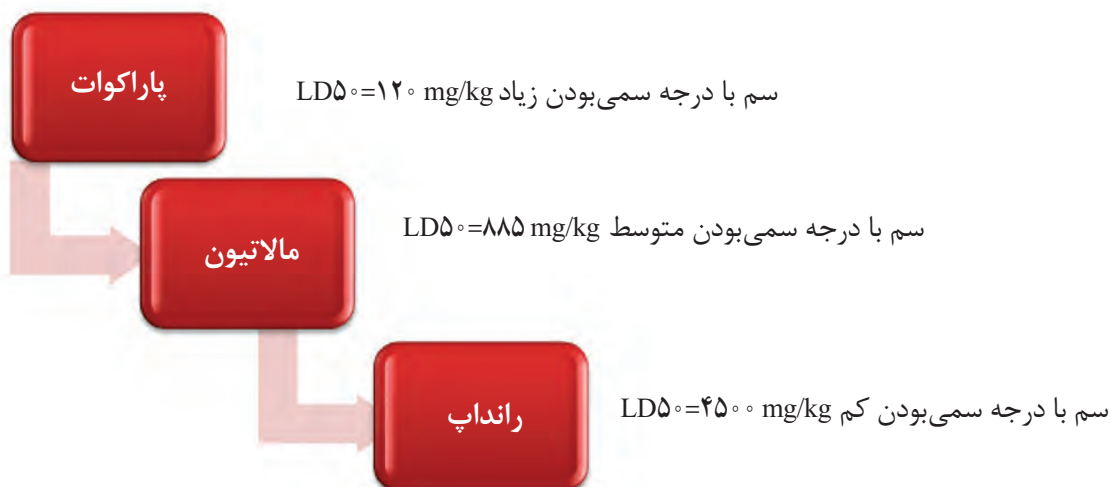 پاراکوات
سم با درجه سمی‌بودن زیاد LD۵۰=۱۲۰ mg/kg
مالاتیون
سم با درجه سمی‌بودن متوسط LD۵۰=۸۸۵ mg/kg
رانداپ
سم با درجه سمی‌بودن کم LD۵۰=۴۵۰۰ mg/kg